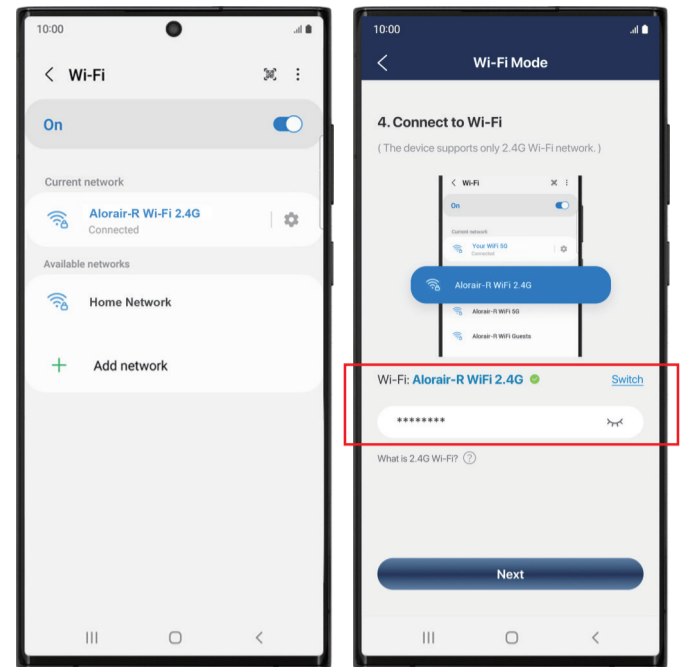 10:00
Wi-Fi
On
Current network
Alorair-R Wi-Fi 2.4G
Connected
Available networks
Home Network
Add network
10:00
Wi-Fi Mode
4. Connect to Wi-Fi
( The device supports only 2.4G Wi-Fi network. )
Wi-Fi
On
Current network
Your WiFi 5G
Connected
Alorair-R WiFi 2.4G
Alorair-R WiFi 5G
Alorair-R WiFi Guests
Wi-Fi: Alorair-R WiFi 2.4G Switch
********
What is 2.4G Wi-Fi? ?
Next